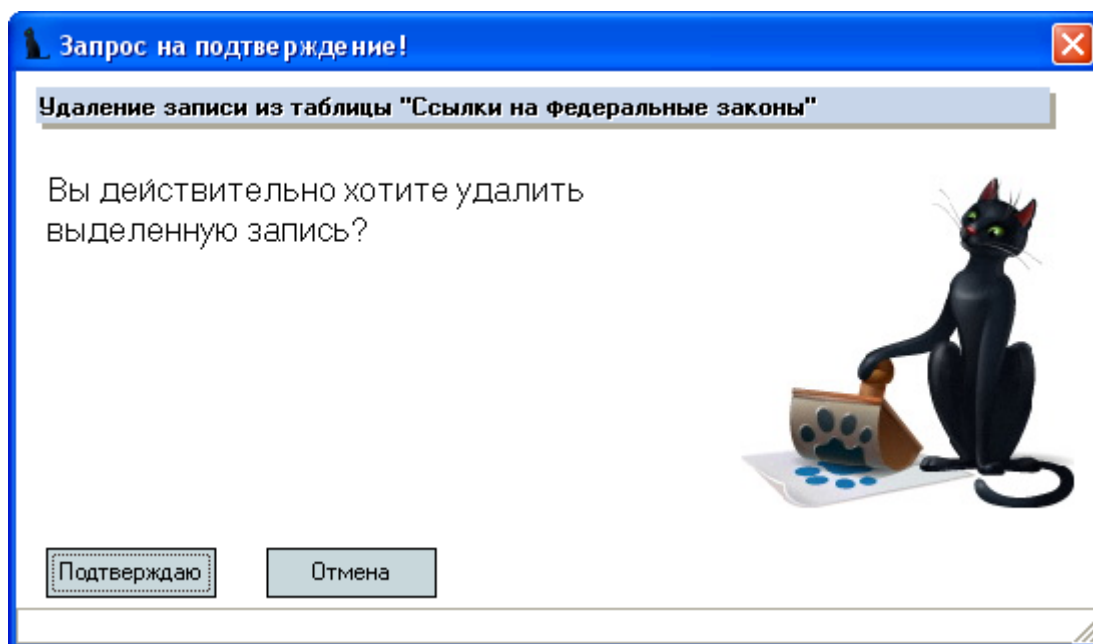 Запрос на подтверждение!
Удаление записи из таблицы "Ссылки на федеральные законы"
Вы действительно хотите удалить
выделенную запись?
Подтверждаю
Отмена